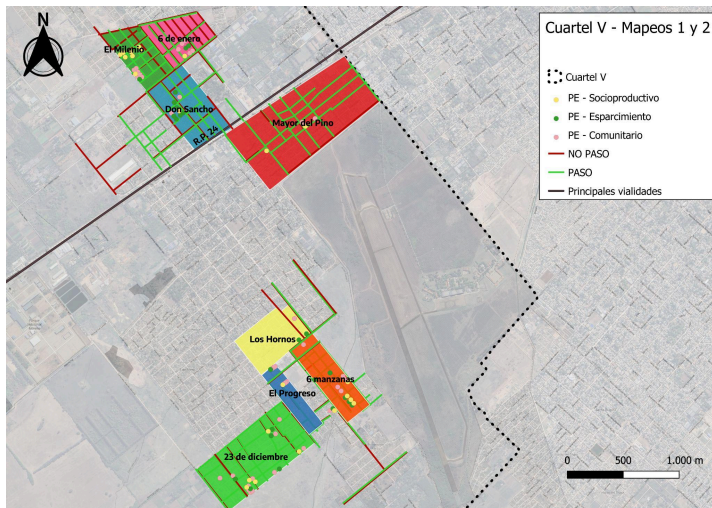 Cuartel V - Mapeos 1 y 2
N
Cuartel V
PE - Socioproductivo
PE - Esparcimiento
PE - Comunitario
NO PASO
PASO
Principales vialidades
6 de enero
El Milenio
Don Sancho
R.P. 24
Mayor del Pino
Los Hornos
6 manzanas
El Progreso
23 de diciembre
0 500 1.000 m